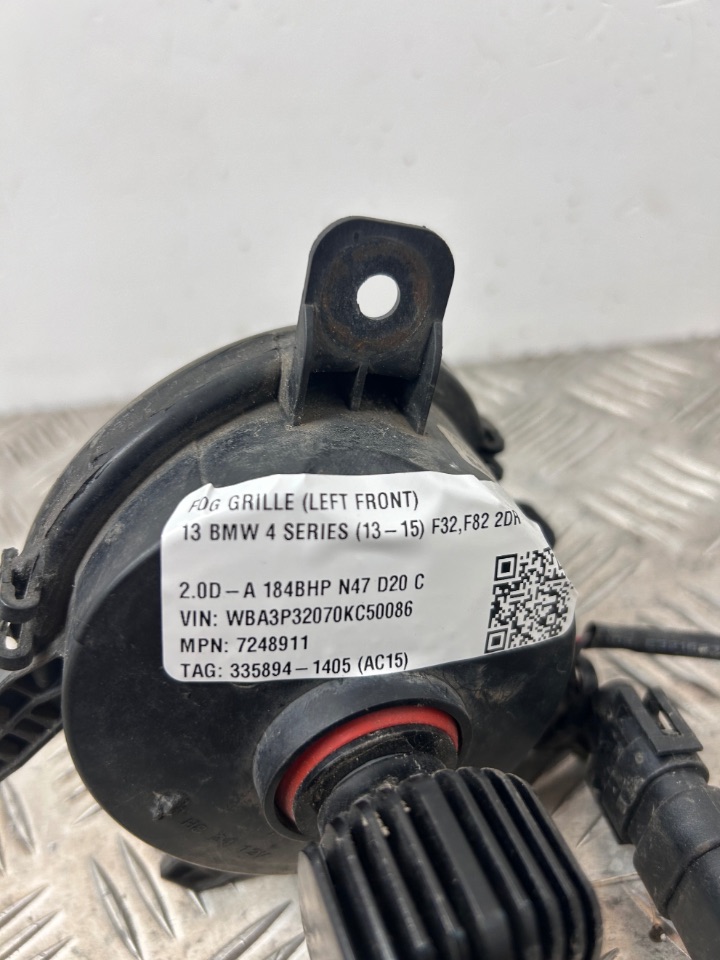 FOG GRILLE (LEFT FRONT)
13 BMW 4 SERIES (13-15) F32,F82 2DR
2.0D-A 184BHP N47 D20 C
VIN: WBA3P32070KC50086
MPN: 7248911
TAG: 335894-1405 (AC15)